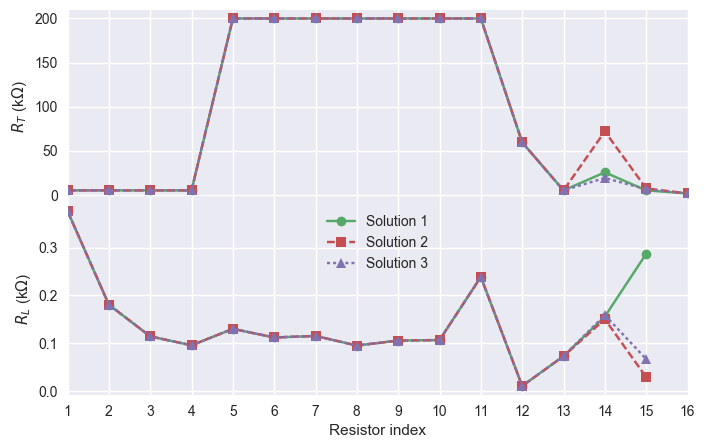 200
150
100
50
0
R_T (kΩ)
Solution 1
Solution 2
Solution 3
0.3
0.2
0.1
0.0
R_L (kΩ)
1 2 3 4 5 6 7 8 9 10 11 12 13 14 15 16
Resistor index